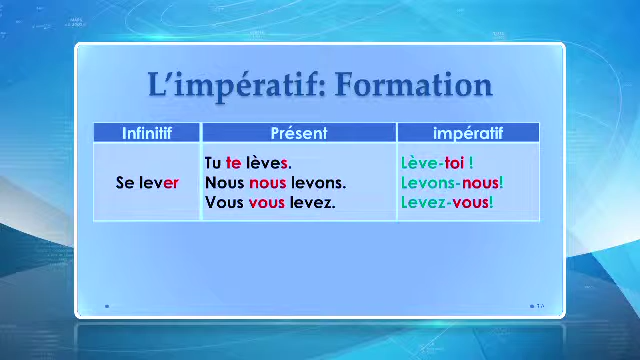 L'impératif: Formation
Infinitif Présent impératif
Tu te lèves. Lève-toi !
Se lever Nous nous levons. Levons-nous!
Vous vous levez. Levez-vous!